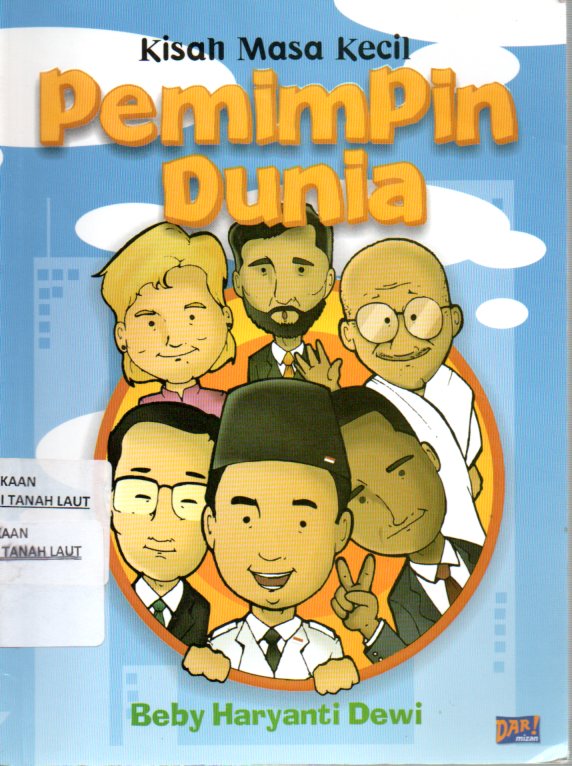 Kisah Masa Kecil
Pemimpin
Dunia
KAAN
I TANAH LAUT
KAAN
TANAH LAUT
Beby Haryanti Dewi
DAR!
mizan